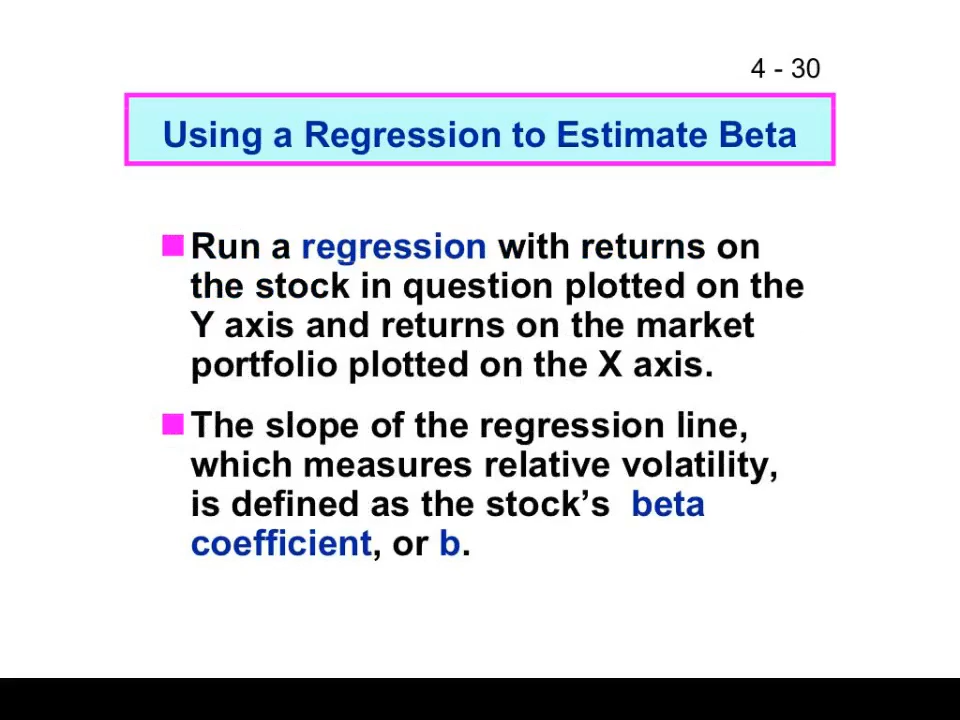 4 - 30
Using a Regression to Estimate Beta
Run a regression with returns on
the stock in question plotted on the
Y axis and returns on the market
portfolio plotted on the X axis.
The slope of the regression line,
which measures relative volatility,
is defined as the stock’s beta
coefficient, or b.